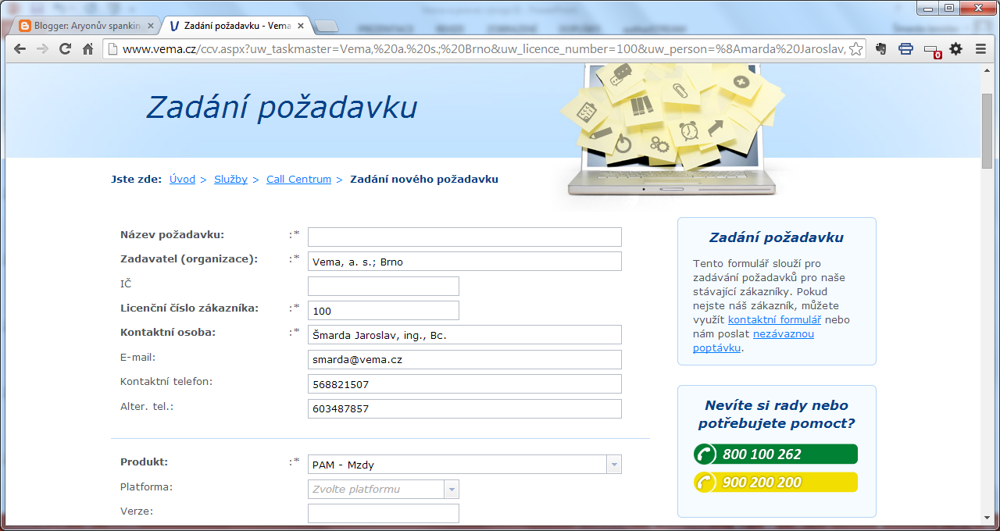 Blogger: Aryonův spanking
Zadání požadavku - Vema
www.vema.cz/ccv.aspx?uw_taskmaster=Vema,%20a.%20s.;%20Brno&uw_licence_number=100&uw_person=%8Amarda%20Jaroslav,
0
Zadání požadavku
Jste zde: Úvod > Služby > Call Centrum > Zadání nového požadavku
Název požadavku: :*
Zadavatel (organizace): :* Vema, a. s.; Brno
IČ
Licenční číslo zákazníka: :* 100
Kontaktní osoba: :* Šmarda Jaroslav, ing., Bc.
E-mail: smarda@vema.cz
Kontaktní telefon: 568821507
Alter. tel.: 603487857
Produkt: :* PAM - Mzdy
Platforma: Zvolte platformu
Verze:
Zadání požadavku
Tento formulář slouží pro
zadávání požadavků pro naše
stávající zákazníky. Pokud
nejste náš zákazník, můžete
využít kontaktní formulář nebo
nám poslat nezávaznou
poptávku.
Nevíte si rady nebo
potřebujete pomoct?
800 100 262
900 200 200